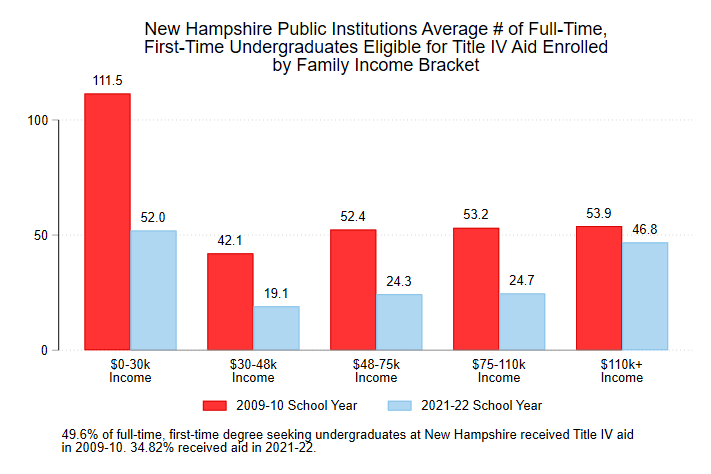 New Hampshire Public Institutions Average # of Full-Time,
First-Time Undergraduates Eligible for Title IV Aid Enrolled
by Family Income Bracket
111.5
52.0
42.1
19.1
52.4
24.3
53.2
24.7
53.9
46.8
100
50
0
$0-30k
Income
$30-48k
Income
$48-75k
Income
$75-110k
Income
$110k+
Income
2009-10 School Year
2021-22 School Year
49.6% of full-time, first-time degree seeking undergraduates at New Hampshire received Title IV aid
in 2009-10. 34.82% received aid in 2021-22.